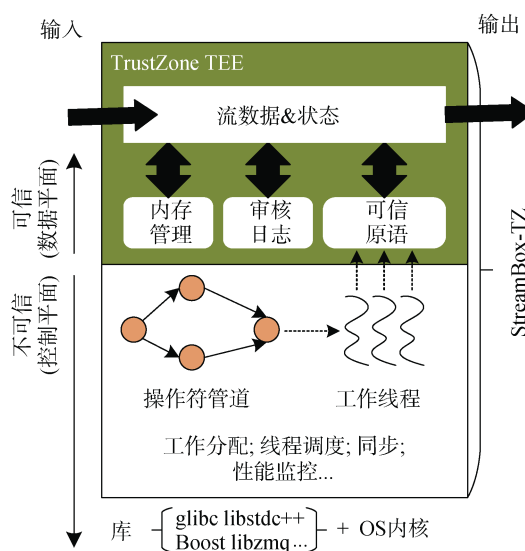 输入
输出
TrustZone TEE
流数据&状态
内存
管理
审核
日志
可信
原语
可信
(数据平面)
不可信
(控制平面)
StreamBox-TZ
操作符管道
工作线程
工作分配; 线程调度; 同步;
性能监控...
库
glibc libstdc++
Boost libzmq...
+ OS内核